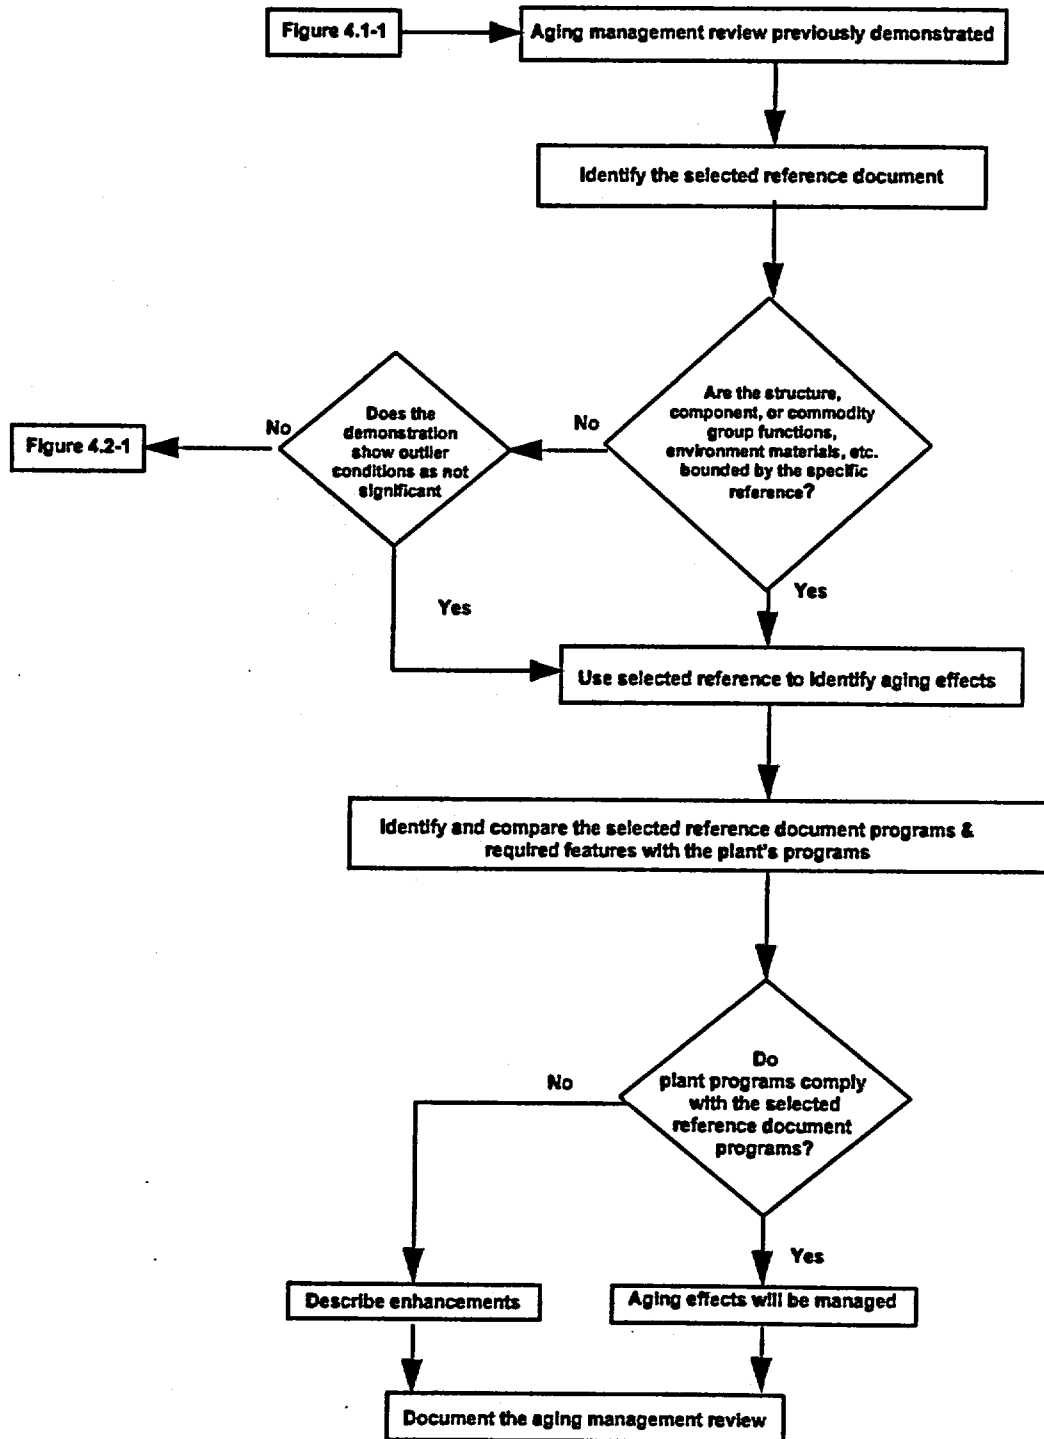 Figure 4.1-1
Aging management review previously demonstrated
Identify the selected reference document
Are the structure,
component, or commodity
group functions,
environment materials, etc.
bounded by the specific
reference?
No
Does the
demonstration
show outlier
conditions as not
significant
No
Figure 4.2-1
Yes
Yes
Use selected reference to identify aging effects
Identify and compare the selected reference document programs &
required features with the plant's programs
Do
plant programs comply
with the selected
reference document
programs?
No
Yes
Describe enhancements
Aging effects will be managed
Document the aging management review